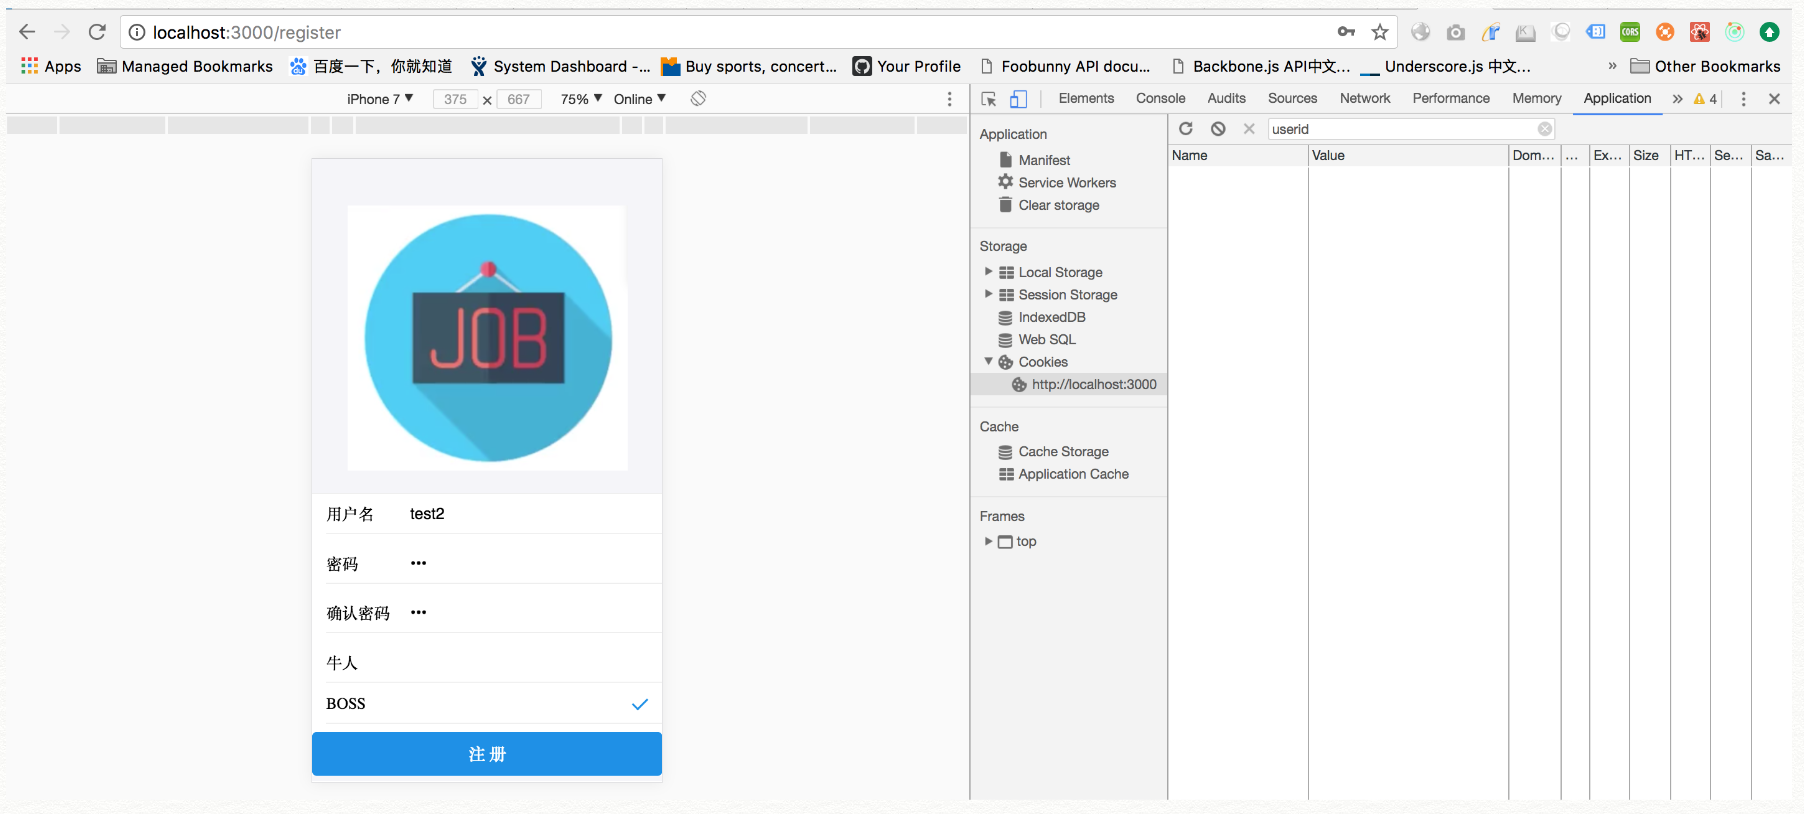 localhost:3000/register
Apps Managed Bookmarks 百度一下，你就知道 System Dashboard -... Buy sports, concert... Your Profile Foobunny API docu... Backbone.js API中文... Underscore.js 中文... » Other Bookmarks
iPhone 7 375 × 667 75% Online
Elements Console Audits Sources Network Performance Memory Application » 4
userid
Name Value Dom... ... Ex... Size HT... Se... Sa...
Application
Manifest
Service Workers
Clear storage
Storage
Local Storage
Session Storage
IndexedDB
Web SQL
Cookies
http://localhost:3000
Cache
Cache Storage
Application Cache
Frames
top
JOB
用户名 test2
密码 •••
确认密码 •••
牛人
BOSS
注 册
CORS